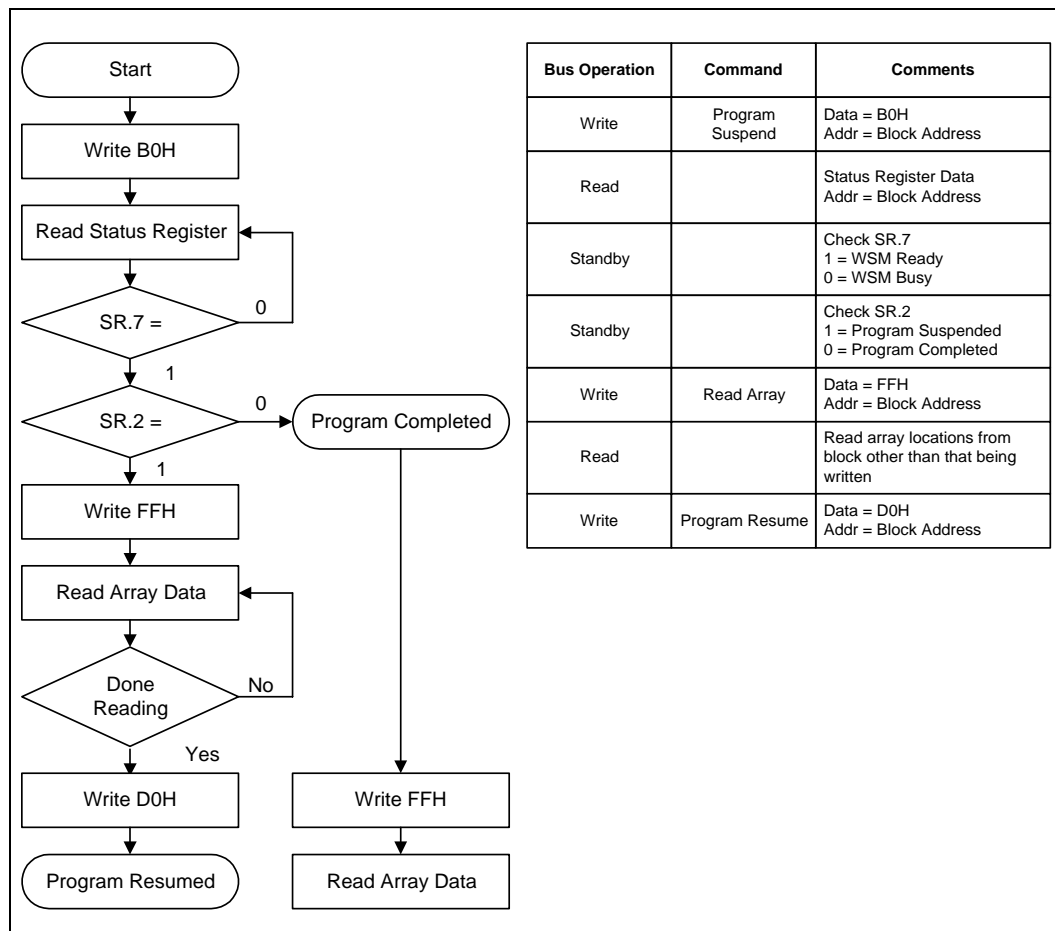 Start
Write B0H
Read Status Register
SR.7 =
0
1
SR.2 =
0
Program Completed
1
Write FFH
Read Array Data
Done
Reading
No
Yes
Write D0H
Write FFH
Program Resumed
Read Array Data
Bus Operation
Command
Comments
Write
Program
Suspend
Data = B0H
Addr = Block Address
Read
Status Register Data
Addr = Block Address
Standby
Check SR.7
1 = WSM Ready
0 = WSM Busy
Standby
Check SR.2
1 = Program Suspended
0 = Program Completed
Write
Read Array
Data = FFH
Addr = Block Address
Read
Read array locations from
block other than that being
written
Write
Program Resume
Data = D0H
Addr = Block Address